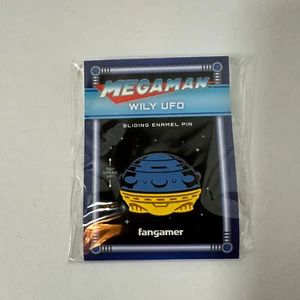 MEGAMAN
WILY UFO
SLIDING ENAMEL PIN
fangamer